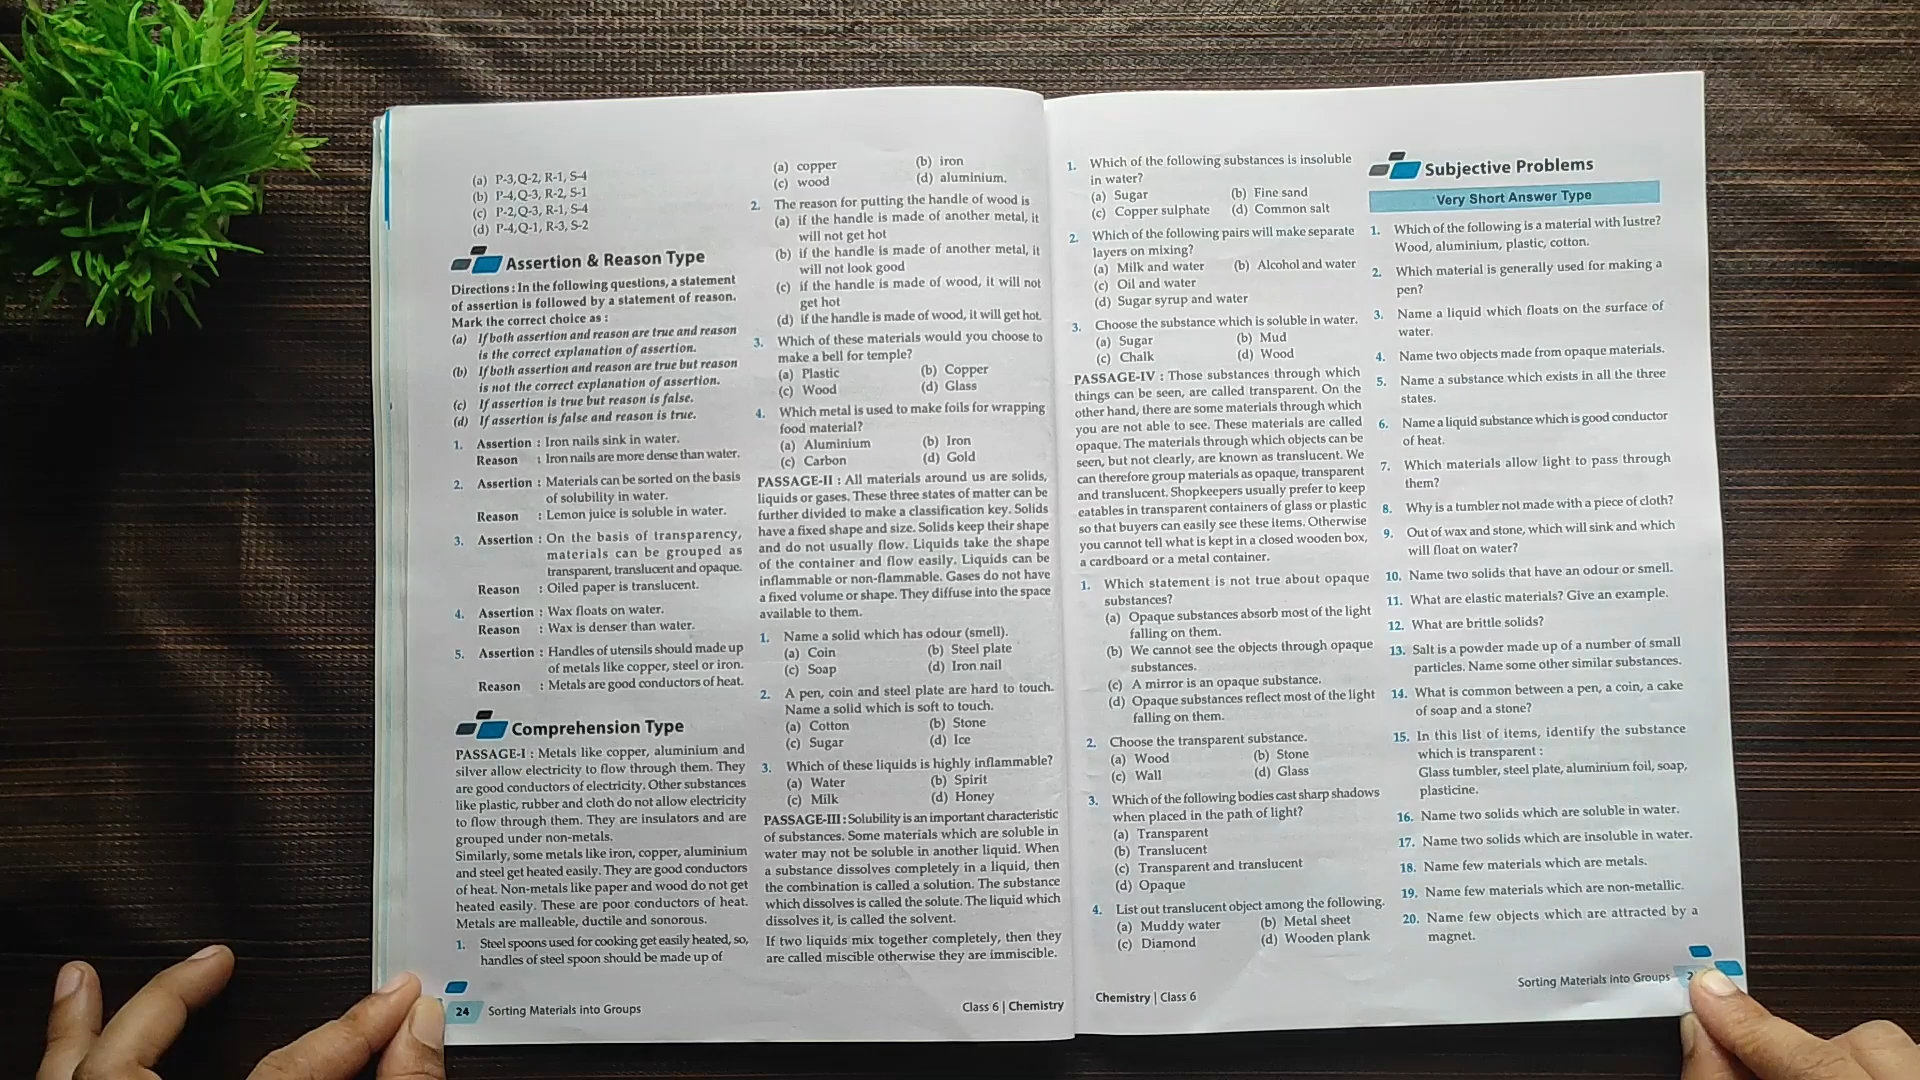 (a) P-3,Q-2, R-1, S-4
(b) P-4,Q-3, R-2, S-1
(c) P-2,Q-3, R-1, S-4
(d) P-4,Q-1, R-3, S-2
Assertion & Reason Type
Directions : In the following questions, a statement
of assertion is followed by a statement of reason.
Mark the correct choice as :
(a) If both assertion and reason are true and reason
is the correct explanation of assertion.
(b) If both assertion and reason are true but reason
is not the correct explanation of assertion.
(c) If assertion is true but reason is false.
(d) If assertion is false and reason is true.
1. Assertion : Iron nails sink in water.
Reason : Iron nails are more dense than water.
2. Assertion : Materials can be sorted on the basis
of solubility in water.
Reason : Lemon juice is soluble in water.
3. Assertion : On the basis of transparency,
materials can be grouped as
transparent, translucent and opaque.
Reason : Oiled paper is translucent.
4. Assertion : Wax floats on water.
Reason : Wax is denser than water.
5. Assertion : Handles of utensils should made up
of metals like copper, steel or iron.
Reason : Metals are good conductors of heat.
Comprehension Type
PASSAGE-I : Metals like copper, aluminium and
silver allow electricity to flow through them. They
are good conductors of electricity. Other substances
like plastic, rubber and cloth do not allow electricity
to flow through them. They are insulators and are
grouped under non-metals.
Similarly, some metals like iron, copper, aluminium
and steel get heated easily. They are good conductors
of heat. Non-metals like paper and wood do not get
heated easily. These are poor conductors of heat.
Metals are malleable, ductile and sonorous.
1. Steel spoons used for cooking get easily heated, so,
handles of steel spoon should be made up of
24 Sorting Materials into Groups
(a) copper (b) iron
(c) wood (d) aluminium.
2. The reason for putting the handle of wood is
(a) if the handle is made of another metal, it
will not get hot
(b) if the handle is made of another metal, it
will not look good
(c) if the handle is made of wood, it will not
get hot
(d) if the handle is made of wood, it will get hot.
3. Which of these materials would you choose to
make a bell for temple?
(a) Plastic (b) Copper
(c) Wood (d) Glass
4. Which metal is used to make foils for wrapping
food material?
(a) Aluminium (b) Iron
(c) Carbon (d) Gold
PASSAGE-II : All materials around us are solids,
liquids or gases. These three states of matter can be
further divided to make a classification key. Solids
have a fixed shape and size. Solids keep their shape
and do not usually flow. Liquids take the shape
of the container and flow easily. Liquids can be
inflammable or non-flammable. Gases do not have
a fixed volume or shape. They diffuse into the space
available to them.
1. Name a solid which has odour (smell).
(a) Coin (b) Steel plate
(c) Soap (d) Iron nail
2. A pen, coin and steel plate are hard to touch.
Name a solid which is soft to touch.
(a) Cotton (b) Stone
(c) Sugar (d) Ice
3. Which of these liquids is highly inflammable?
(a) Water (b) Spirit
(c) Milk (d) Honey
PASSAGE-III : Solubility is an important characteristic
of substances. Some materials which are soluble in
water may not be soluble in another liquid. When
a substance dissolves completely in a liquid, then
the combination is called a solution. The substance
which dissolves is called the solute. The liquid which
dissolves it, is called the solvent.
If two liquids mix together completely, then they
are called miscible otherwise they are immiscible.
Class 6 | Chemistry
1. Which of the following substances is insoluble
in water?
(a) Sugar (b) Fine sand
(c) Copper sulphate (d) Common salt
2. Which of the following pairs will make separate
layers on mixing?
(a) Milk and water (b) Alcohol and water
(c) Oil and water
(d) Sugar syrup and water
3. Choose the substance which is soluble in water.
(a) Sugar (b) Mud
(c) Chalk (d) Wood
PASSAGE-IV : Those substances through which
things can be seen, are called transparent. On the
other hand, there are some materials through which
you are not able to see. These materials are called
opaque. The materials through which objects can be
seen, but not clearly, are known as translucent. We
can therefore group materials as opaque, transparent
and translucent. Shopkeepers usually prefer to keep
eatables in transparent containers of glass or plastic
so that buyers can easily see these items. Otherwise
you cannot tell what is kept in a closed wooden box,
a cardboard or a metal container.
1. Which statement is not true about opaque
substances?
(a) Opaque substances absorb most of the light
falling on them.
(b) We cannot see the objects through opaque
substances.
(c) A mirror is an opaque substance.
(d) Opaque substances reflect most of the light
falling on them.
2. Choose the transparent substance.
(a) Wood (b) Stone
(c) Wall (d) Glass
3. Which of the following bodies cast sharp shadows
when placed in the path of light?
(a) Transparent
(b) Translucent
(c) Transparent and translucent
(d) Opaque
4. List out translucent object among the following.
(a) Muddy water (b) Metal sheet
(c) Diamond (d) Wooden plank
Chemistry | Class 6
Subjective Problems
Very Short Answer Type
1. Which of the following is a material with lustre?
Wood, aluminium, plastic, cotton.
2. Which material is generally used for making a
pen?
3. Name a liquid which floats on the surface of
water.
4. Name two objects made from opaque materials.
5. Name a substance which exists in all the three
states.
6. Name a liquid substance which is good conductor
of heat.
7. Which materials allow light to pass through
them?
8. Why is a tumbler not made with a piece of cloth?
9. Out of wax and stone, which will sink and which
will float on water?
10. Name two solids that have an odour or smell.
11. What are elastic materials? Give an example.
12. What are brittle solids?
13. Salt is a powder made up of a number of small
particles. Name some other similar substances.
14. What is common between a pen, a coin, a cake
of soap and a stone?
15. In this list of items, identify the substance
which is transparent :
Glass tumbler, steel plate, aluminium foil, soap,
plasticine.
16. Name two solids which are soluble in water.
17. Name two solids which are insoluble in water.
18. Name few materials which are metals.
19. Name few materials which are non-metallic.
20. Name few objects which are attracted by a
magnet.
Sorting Materials into Groups